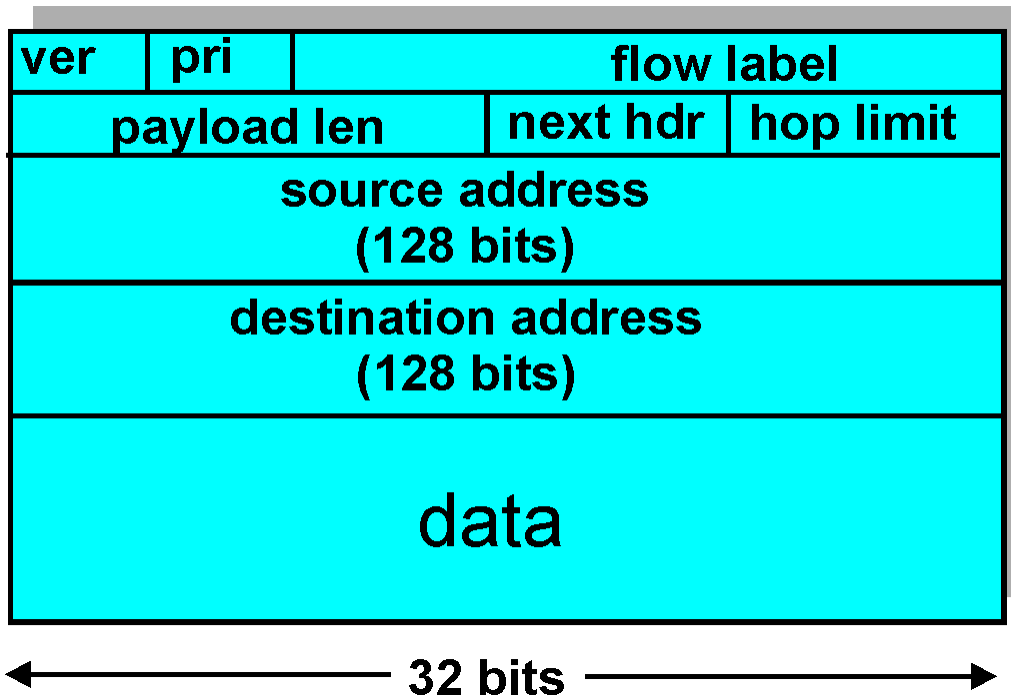 ver pri flow label
payload len next hdr hop limit
source address
(128 bits)
destination address
(128 bits)
data
32 bits